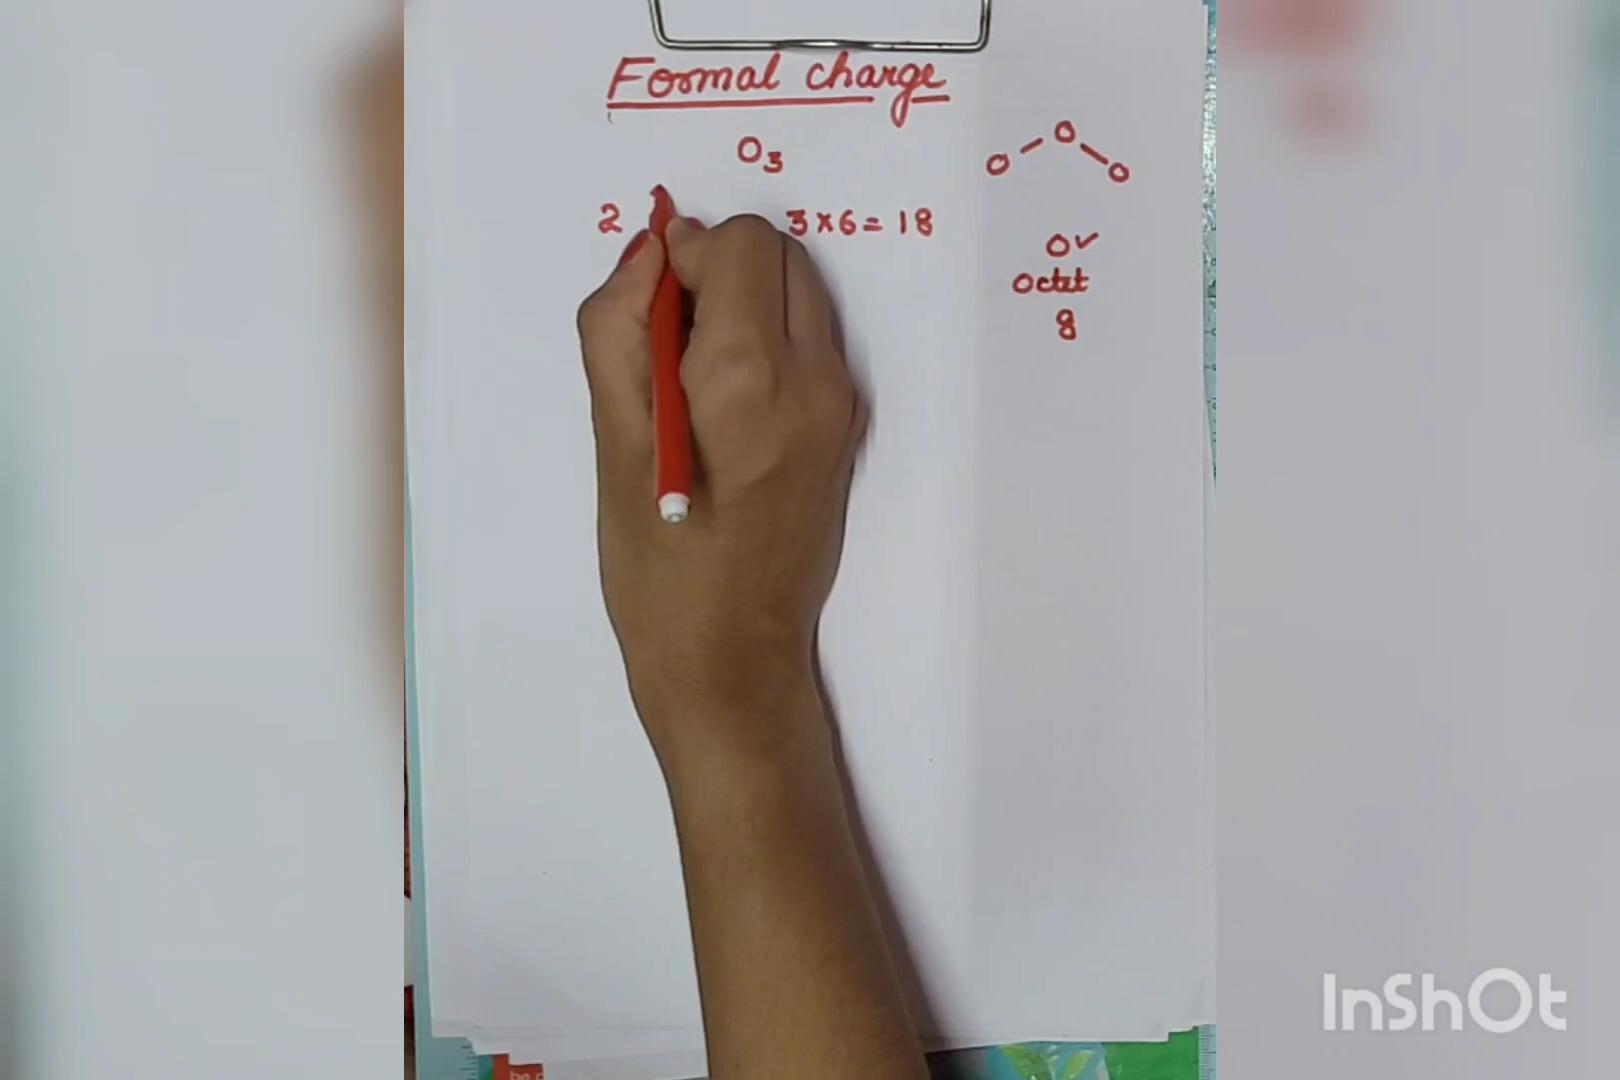 Formal charge
O3
O - O - O
2
3×6=18
O✓
Octet
8
InShOt